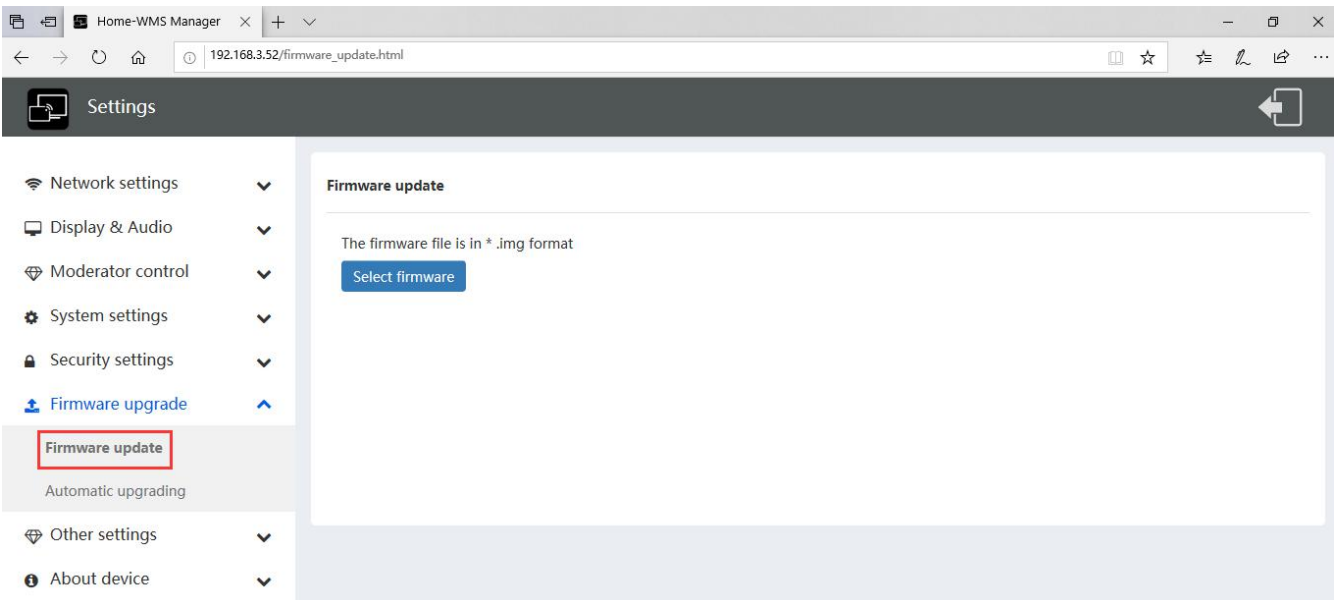 Home-WMS Manager
192.168.3.52/firmware_update.html
Settings
Network settings
Display & Audio
Moderator control
System settings
Security settings
Firmware upgrade
Firmware update
Automatic upgrading
Other settings
About device
Firmware update
The firmware file is in * .img format
Select firmware